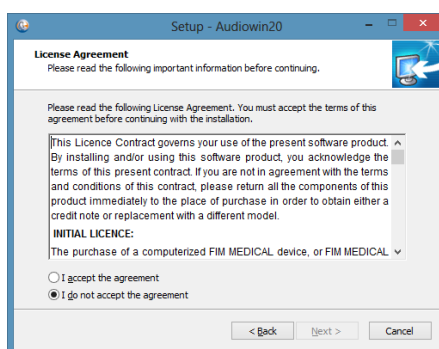 Setup - Audiowin20
License Agreement
Please read the following important information before continuing.
Please read the following License Agreement. You must accept the terms of this
agreement before continuing with the installation.
This Licence Contract governs your use of the present software product.
By installing and/or using this software product, you acknowledge the
terms of this present contract. If you are not in agreement with the terms
and conditions of this contract, please return all the components of this
product immediately to the place of purchase in order to obtain either a
credit note or replacement with a different model.
INITIAL LICENCE:
The purchase of a computerized FIM MEDICAL device, or FIM MEDICAL
I accept the agreement
I do not accept the agreement
< Back
Next >
Cancel